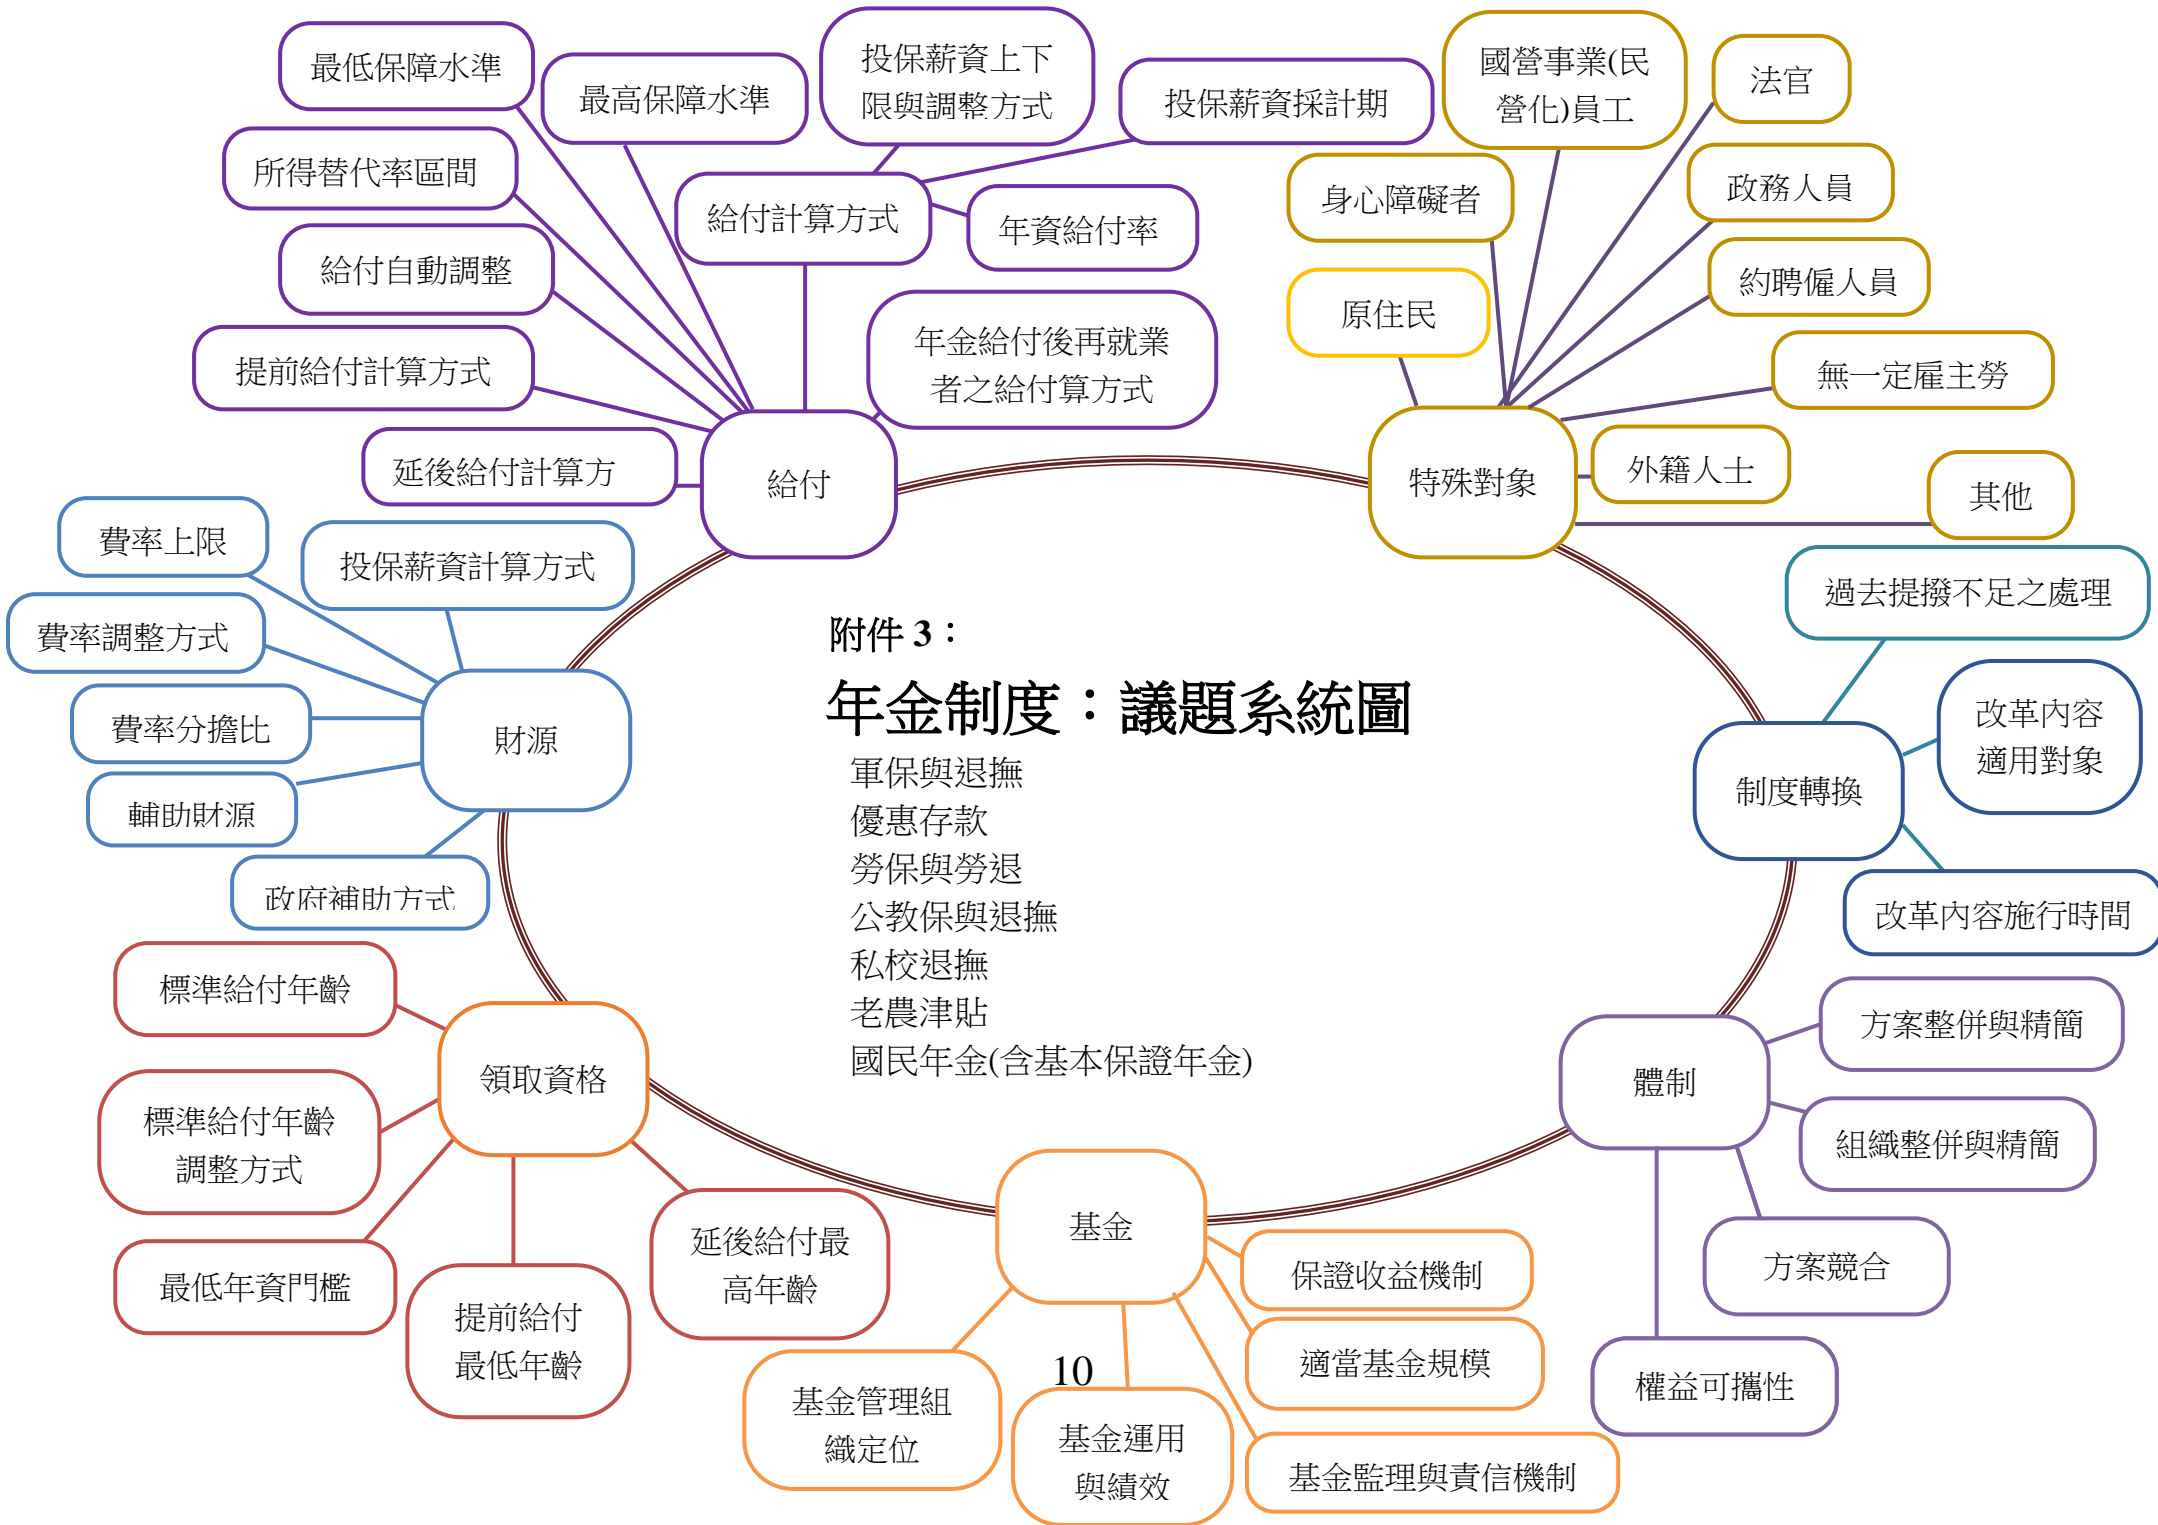 最低保障水準
最高保障水準
投保薪資上下
限與調整方式
投保薪資採計期
所得替代率區間
給付計算方式
年資給付率
給付自動調整
提前給付計算方式
年金給付後再就業
者之給付算方式
延後給付計算方
給付
國營事業(民
營化)員工
法官
身心障礙者
政務人員
原住民
約聘僱人員
無一定雇主勞
特殊對象
外籍人士
其他
費率上限
投保薪資計算方式
費率調整方式
費率分擔比
財源
輔助財源
政府補助方式
附件 3：
年金制度：議題系統圖
軍保與退撫
優惠存款
勞保與勞退
公教保與退撫
私校退撫
老農津貼
國民年金(含基本保證年金)
過去提撥不足之處理
改革內容
適用對象
制度轉換
改革內容施行時間
標準給付年齡
領取資格
標準給付年齡
調整方式
最低年資門檻
提前給付
最低年齡
延後給付最
高年齡
體制
方案整併與精簡
組織整併與精簡
方案競合
權益可攜性
基金
保證收益機制
適當基金規模
基金管理組
織定位
10
基金運用
與績效
基金監理與責信機制